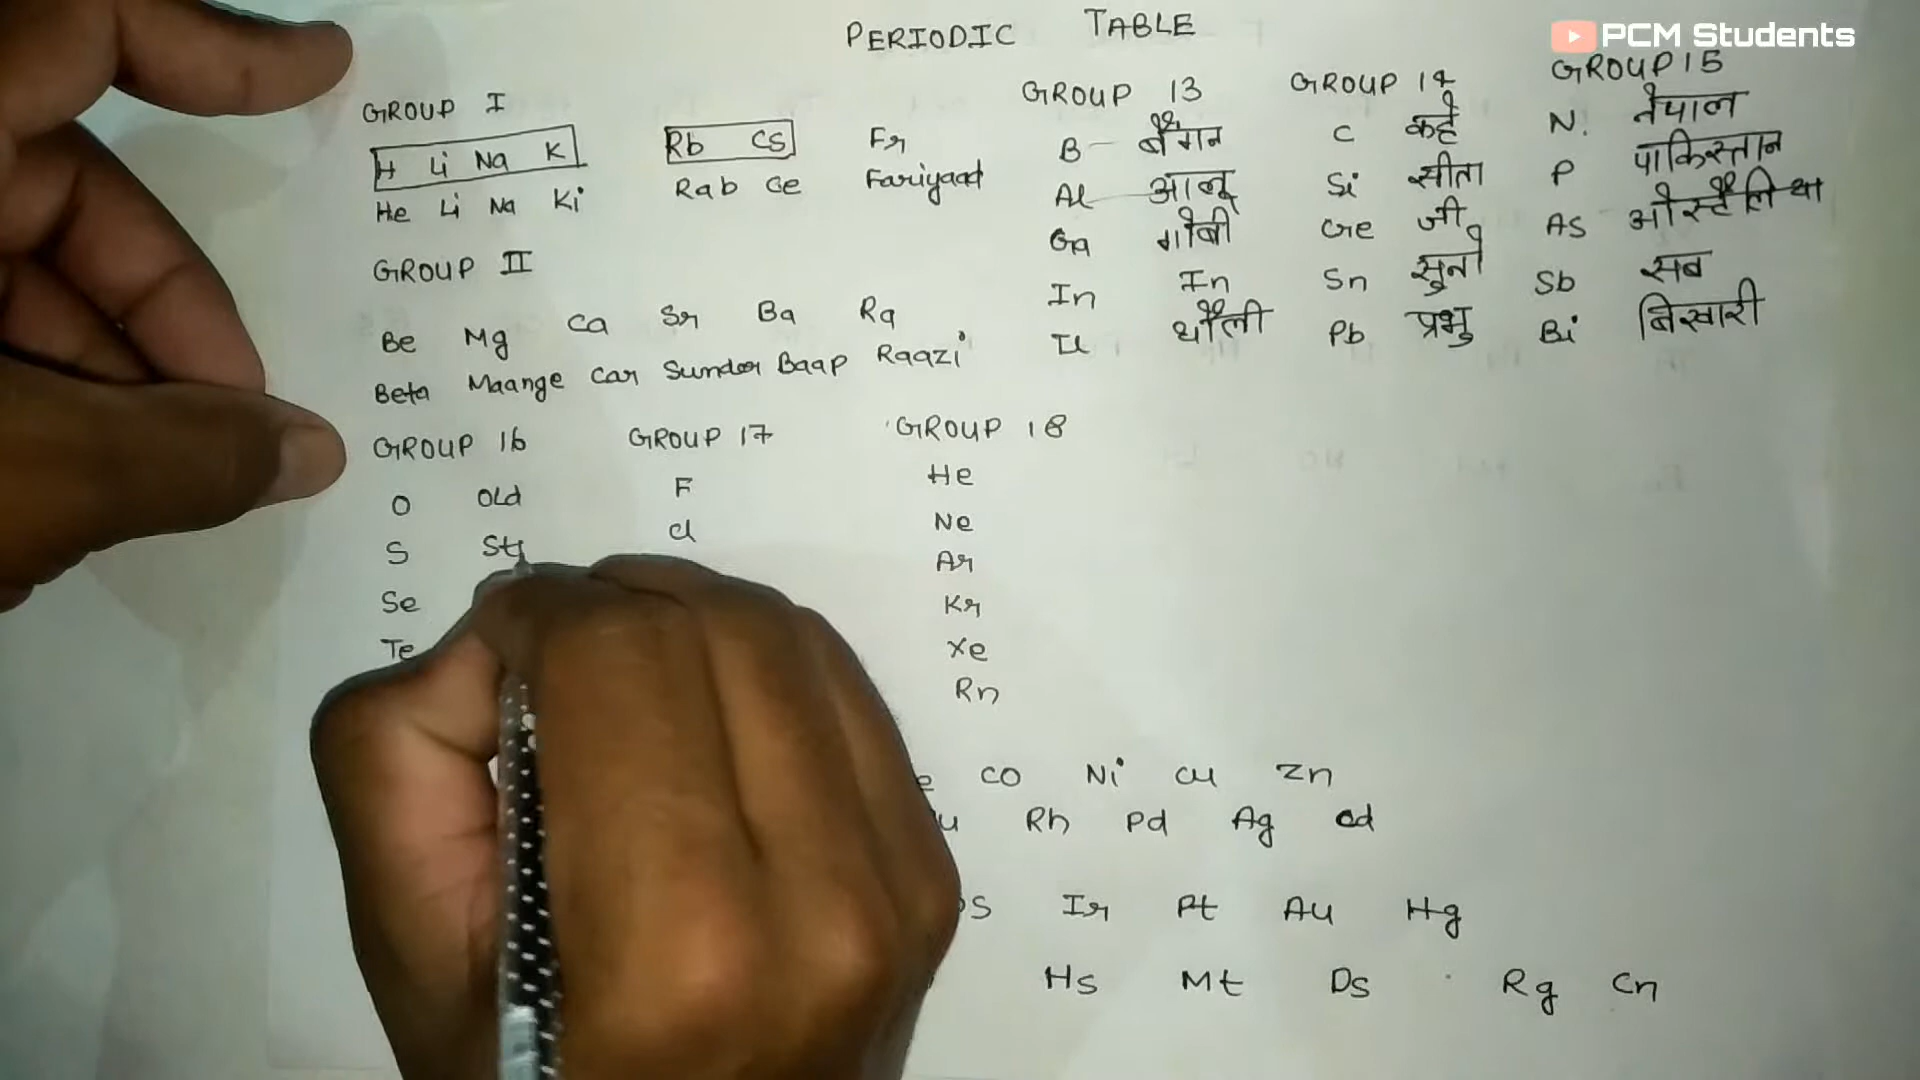 PERIODIC TABLE
PCM Students
GROUP I
H Li Na K Rb Cs Fr
He Li Na Ki Rab ce Fariyaad
GROUP II
Be Mg Ca Sr Ba Ra
Beta Maange Car Sunder Baap Raazi
GROUP 13
B बैंगन
Al आलू
Ga गोबी
In In
Tl थैली
GROUP 14
C कहे
Si सीता
Ge जी
Sn सुनो
Pb प्रभु
GROUP 15
N. नेपाल
P पाकिस्तान
As
Sb सब
Bi बिखारी
GROUP 16
O Old
S
Se
Te
GROUP 17
F
Cl
GROUP 18
He
Ne
Ar
Kr
Xe
Rn
Co Ni Cu Zn
Rh Pd Ag Cd
Ir Pt Au Hg
Hs Mt Ds Rg Cn